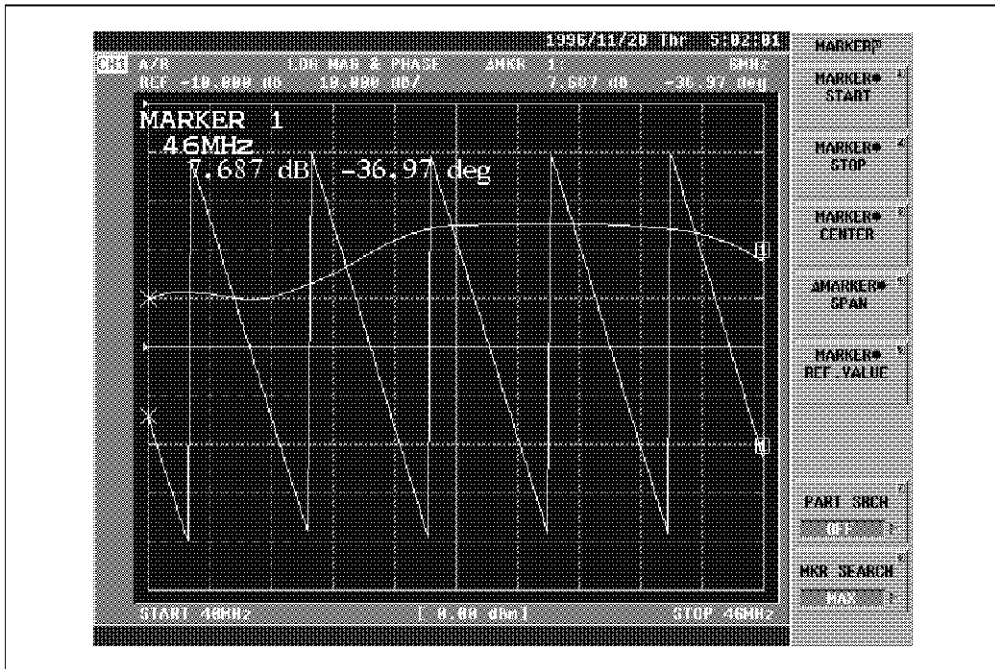 1996/11/28 Thr 5:02:01
CH1 A/R LOG MAG & PHASE ΔMKR 1 6MHz
REF -10.000 dB 10.000 dB/ 7.687 dB -36.97 deg
MARKER 1
46MHz
7.687 dB -36.97 deg
1
1
START 40MHz [ 0.00 dBm] STOP 46MHz
MARKER
MARKER
START
MARKER
STOP
MARKER
CENTER
ΔMARKER
SPAN
MARKER
REF VALUE
PART SRCH
OFF
MKR SEARCH
MAX